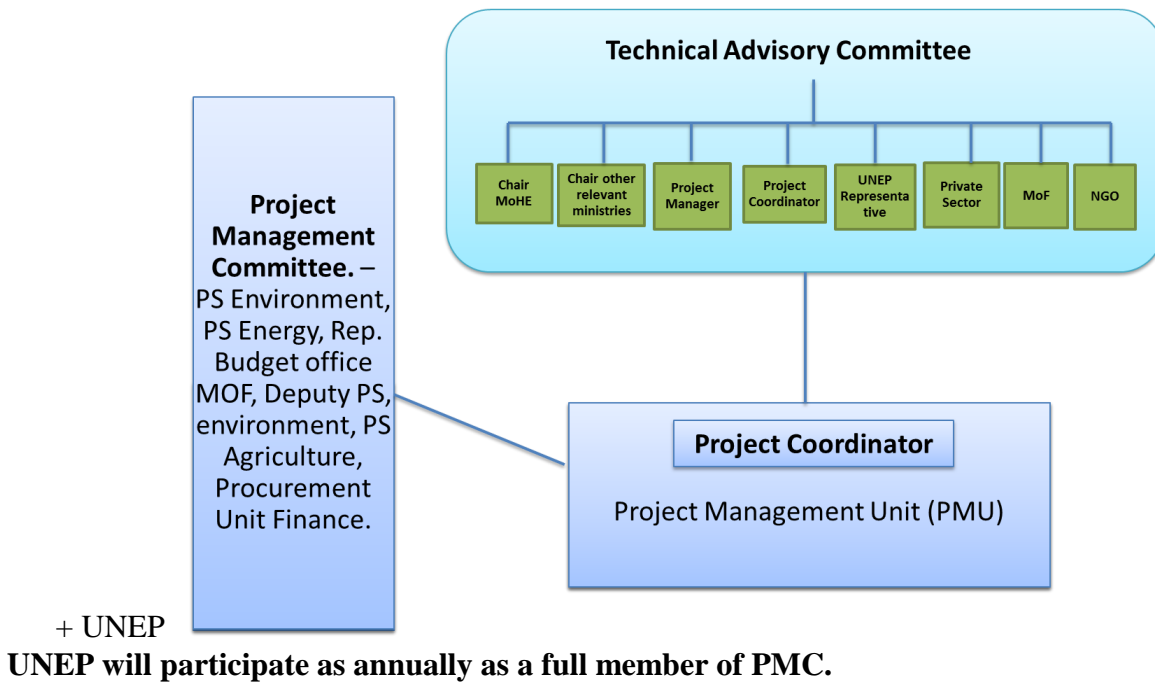 Technical Advisory Committee
Chair
MoHE
Chair other
relevant
ministries
Project
Manager
Project
Coordinator
UNEP
Representa
tive
Private
Sector
MoF
NGO
Project
Management
Committee. –
PS Environment,
PS Energy, Rep.
Budget office
MOF, Deputy PS,
environment, PS
Agriculture,
Procurement
Unit Finance.
Project Coordinator
Project Management Unit (PMU)
+ UNEP
UNEP will participate as annually as a full member of PMC.